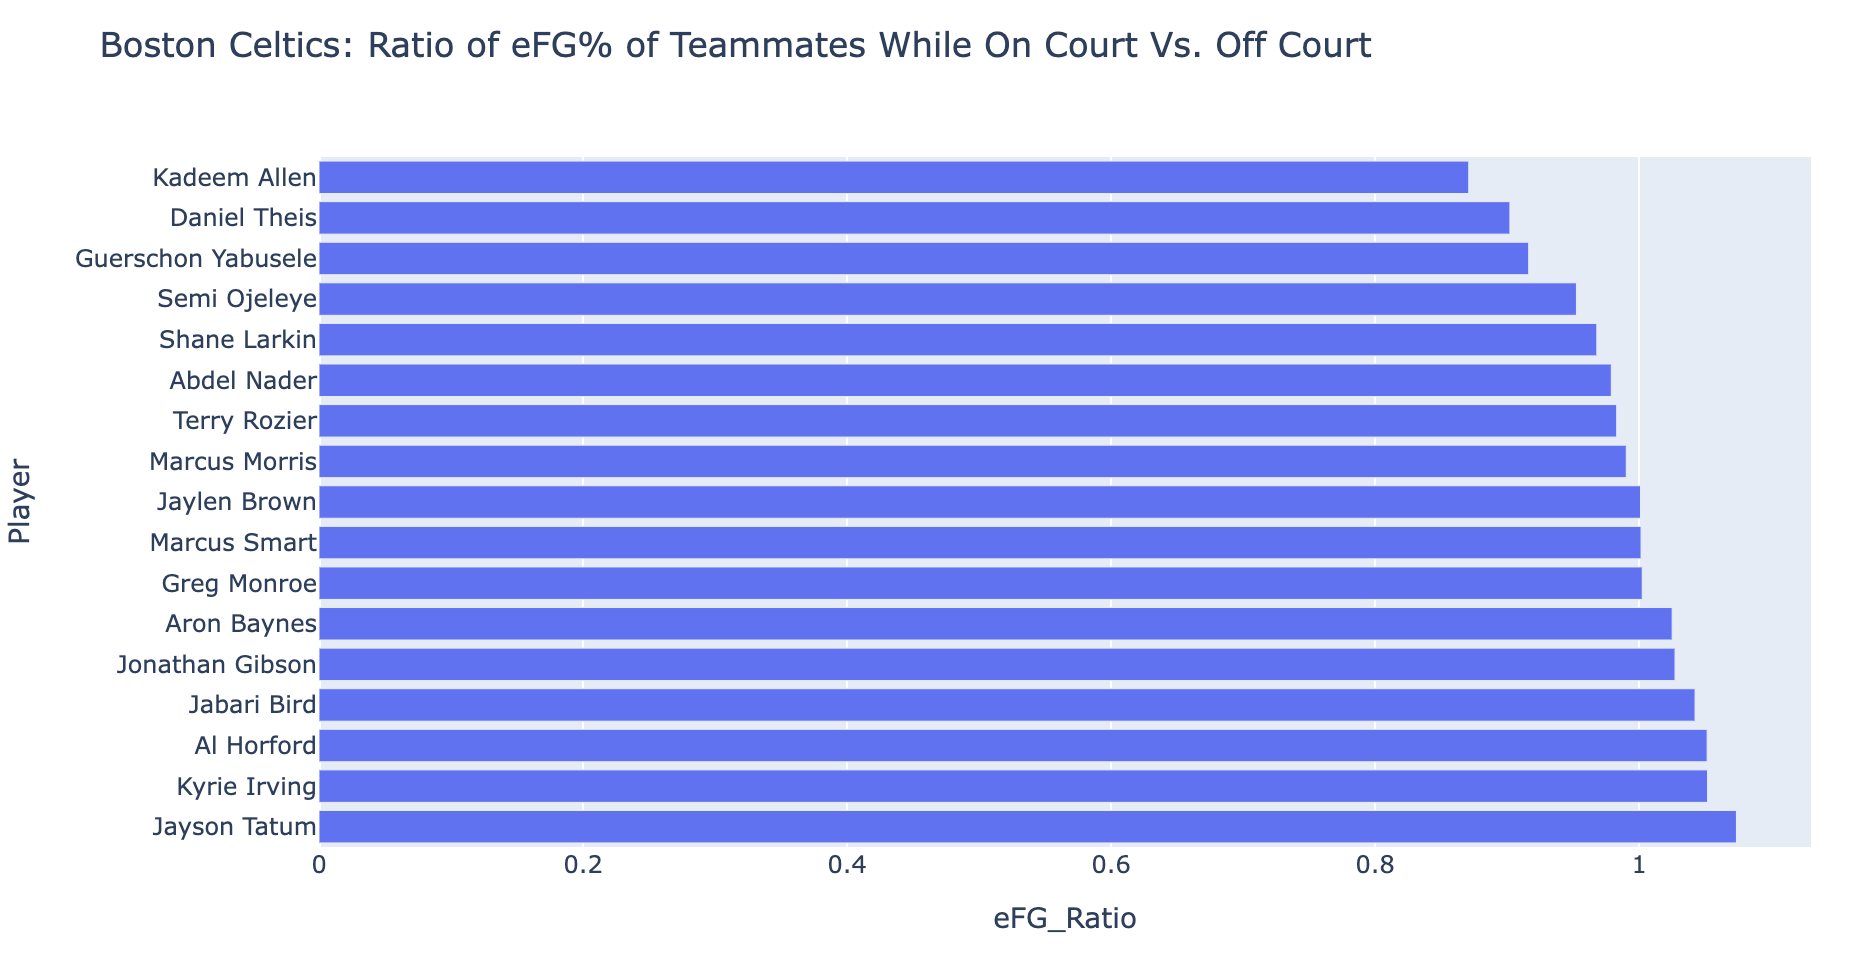 Boston Celtics: Ratio of eFG% of Teammates While On Court Vs. Off Court
Player
Kadeem Allen
Daniel Theis
Guerschon Yabusele
Semi Ojeleye
Shane Larkin
Abdel Nader
Terry Rozier
Marcus Morris
Jaylen Brown
Marcus Smart
Greg Monroe
Aron Baynes
Jonathan Gibson
Jabari Bird
Al Horford
Kyrie Irving
Jayson Tatum
0 0.2 0.4 0.6 0.8 1
eFG_Ratio